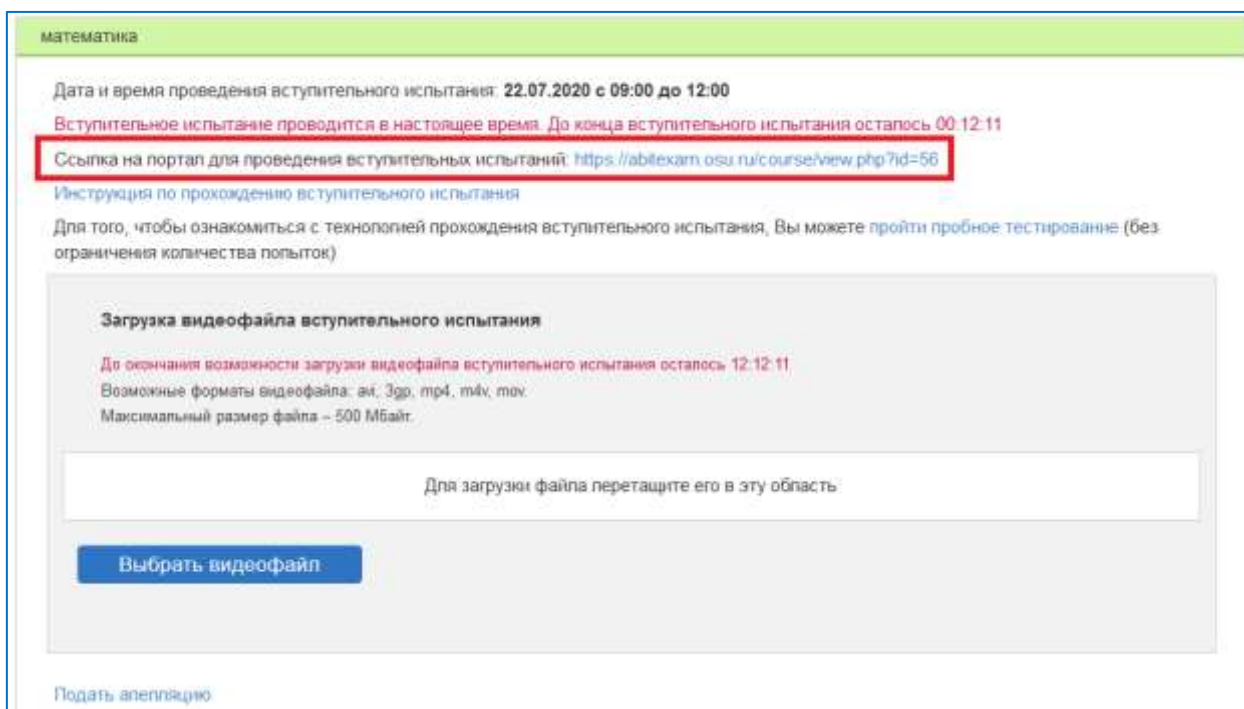 математика
Дата и время проведения вступительного испытания: 22.07.2020 с 09:00 до 12:00
Вступительное испытание проводится в настоящее время. До конца вступительного испытания осталось 00:12:11
Ссылка на портал для проведения вступительных испытаний: https://abitexam.osu.ru/course/view.php?id=56
Инструкция по прохождению вступительного испытания
Для того, чтобы ознакомиться с технологией прохождения вступительного испытания, Вы можете пройти пробное тестирование (без
ограничения количества попыток)
Загрузка видеофайла вступительного испытания
До окончания возможности загрузки видеофайла вступительного испытания осталось 12:12:11
Возможные форматы видеофайла: avi, 3gp, mp4, m4v, mov.
Максимальный размер файла – 500 Мбайт.
Для загрузки файла перетащите его в эту область
Выбрать видеофайл
Подать апелляцию